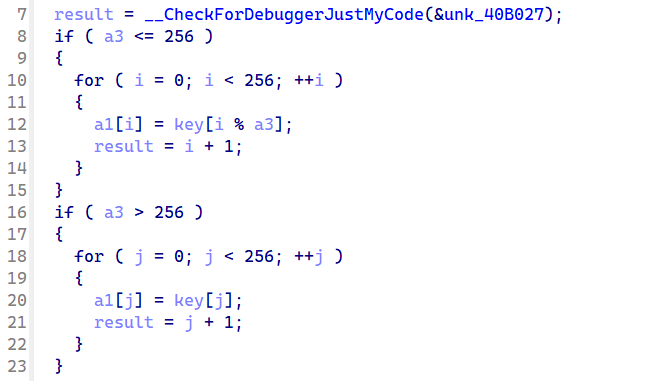 7 result = __CheckForDebuggerJustMyCode(&unk_40B027);
8 if ( a3 <= 256 )
9 {
10 for ( i = 0; i < 256; ++i )
11 {
12 a1[i] = key[i % a3];
13 result = i + 1;
14 }
15 }
16 if ( a3 > 256 )
17 {
18 for ( j = 0; j < 256; ++j )
19 {
20 a1[j] = key[j];
21 result = j + 1;
22 }
23 }